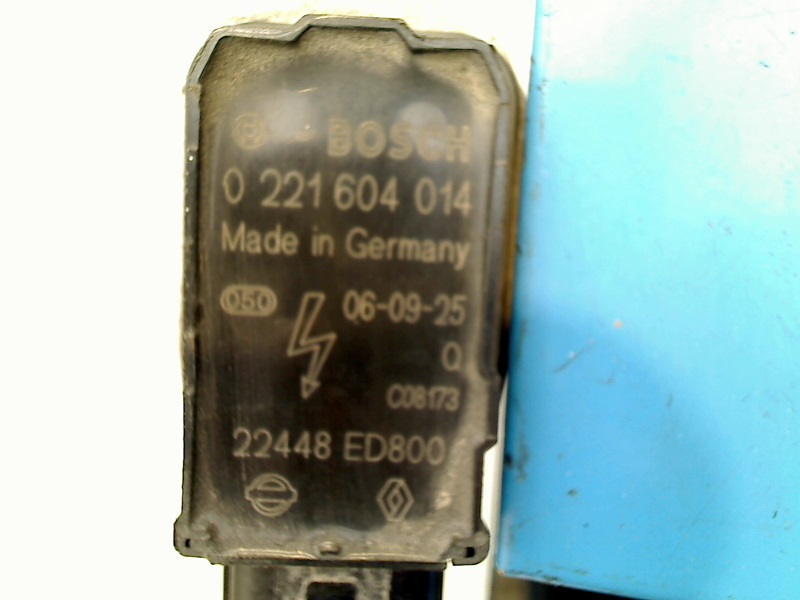 BOSCH
0 221 604 014
Made in Germany
050 06-09-25
Q
C08173
22448 ED800